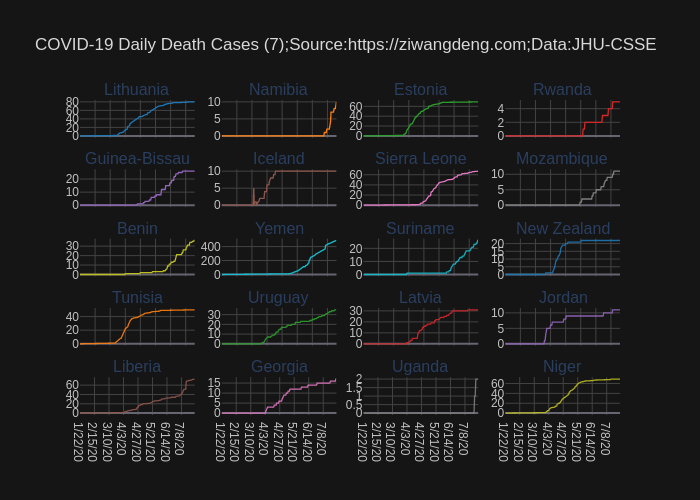 COVID-19 Daily Death Cases (7);Source:https://ziwangdeng.com;Data:JHU-CSSE
Lithuania Namibia Estonia Rwanda
80 60 40 20 0
10 5 0
60 40 20 0
4 2 0
Guinea-Bissau Iceland Sierra Leone Mozambique
20 10 0
10 5 0
60 40 20 0
10 5 0
Benin Yemen Suriname New Zealand
30 20 10 0
400 200 0
20 10 0
20 15 10 5 0
Tunisia Uruguay Latvia Jordan
40 20 0
30 20 10 0
30 20 10 0
10 5 0
Liberia Georgia Uganda Niger
60 40 20 0
15 10 5 0
2 1.5 1 0.5 0
60 40 20 0
1/22/20 2/15/20 3/10/20 4/3/20 4/27/20 5/21/20 6/14/20 7/8/20
1/22/20 2/15/20 3/10/20 4/3/20 4/27/20 5/21/20 6/14/20 7/8/20
1/22/20 2/15/20 3/10/20 4/3/20 4/27/20 5/21/20 6/14/20 7/8/20
1/22/20 2/15/20 3/10/20 4/3/20 4/27/20 5/21/20 6/14/20 7/8/20